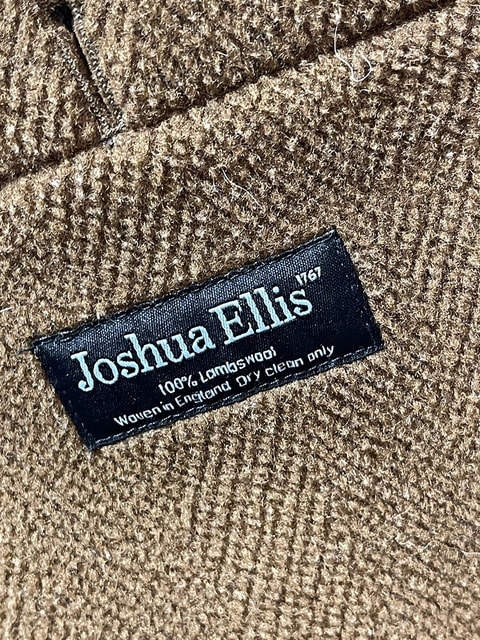 Joshua Ellis 1767
100% Lambswool
Woven in England Dry clean only